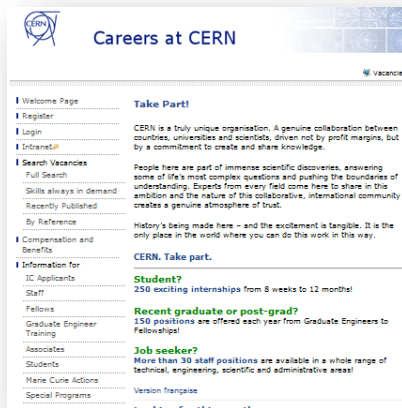 CERN
Careers at CERN
Vacancie
Welcome Page
Register
Login
Intranet
Search Vacancies
Full Search
Skills always in demand
Recently Published
By Reference
Compensation and
Benefits
Information for
IC Applicants
Staff
Fellows
Graduate Engineer
Training
Associates
Students
Marie Curie Actions
Special Programs
Take Part!
CERN is a truly unique organisation. A genuine collaboration between
countries, universities and scientists, driven not by profit margins, but
by a commitment to create and share knowledge.
People here are part of immense scientific discoveries, answering
some of life's most complex questions and pushing the boundaries of
understanding. Experts from every field come here to share in this
ambition and the nature of this collaborative, international community
creates a genuine atmosphere of trust.
History's being made here – and the excitement is tangible. It is the
only place in the world where you can do this work in this way.
CERN. Take part.
Student?
250 exciting internships from 8 weeks to 12 months!
Recent graduate or post-grad?
150 positions are offered each year from Graduate Engineers to
Fellowships!
Job seeker?
More than 30 staff positions are available in a whole range of
technical, engineering, scientific and administrative areas!
Version française